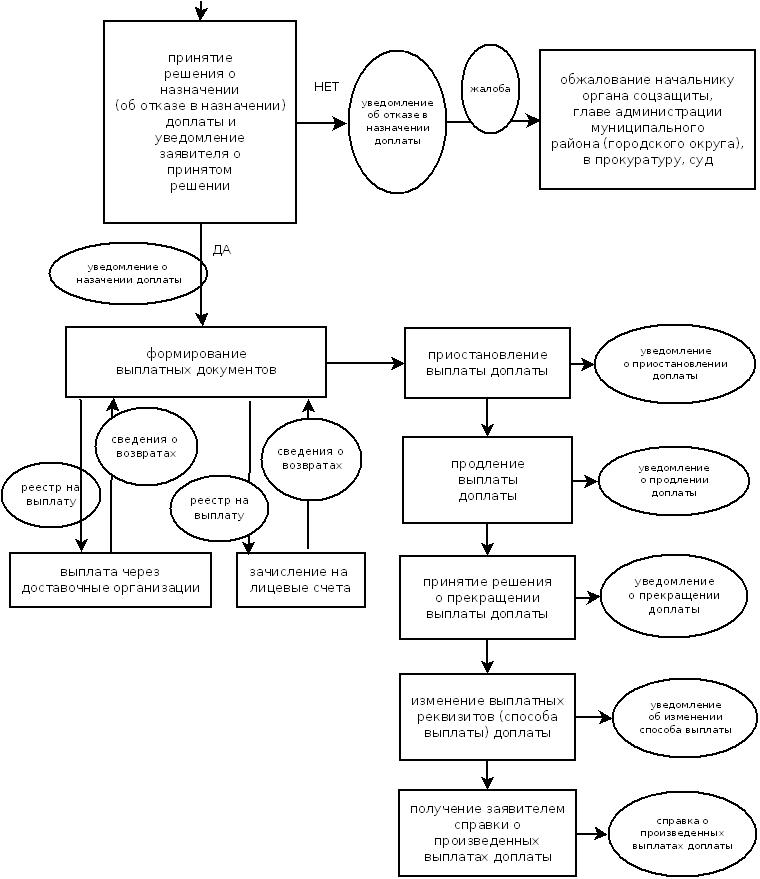 принятие
решения о
назначении
(об отказе в назначении)
доплаты и
уведомление
заявителя о
принятом
решении
НЕТ
уведомление
об отказе в
назначении
доплаты
жалоба
обжалование начальнику
органа соцзащиты,
главе администрации
муниципального
района (городского округа),
в прокуратуру, суд
ДА
уведомление о
назачении доплаты
формирование
выплатных документов
приостановление
выплаты доплаты
уведомление
о приостановлении
доплаты
сведения о
возвратах
сведения о
возвратах
реестр на
выплату
реестр на
выплату
продление
выплаты
доплаты
уведомление
о продлении
доплаты
выплата через
доставочные организации
зачисление на
лицевые счета
принятие решения
о прекращении
выплаты доплаты
уведомление
о прекращении
доплаты
изменение выплатных
реквизитов (способа
выплаты) доплаты
уведомление
об изменении
способа выплаты
получение заявителем
справки о
произведенных
выплатах доплаты
справка о
произведенных
выплатах доплаты